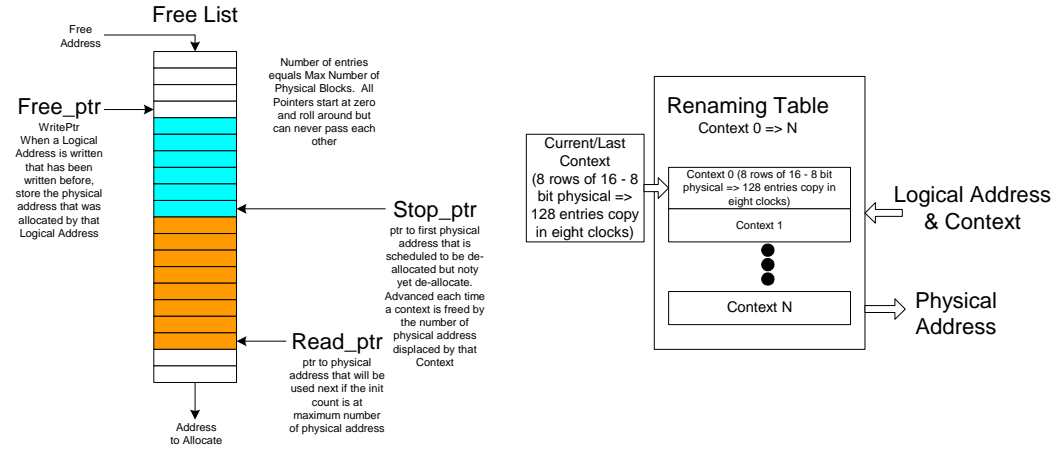 Free List
Free
Address
Number of entries
equals Max Number of
Physical Blocks. All
Pointers start at zero
and roll around but
can never pass each
other
Free_ptr
WritePtr
When a Logical
Address is written
that has been
written before,
store the physical
address that was
allocated by that
Logical Address
Stop_ptr
ptr to first physical
address that is
scheduled to be de-
allocated but noty
yet de-allocate.
Advanced each time
a context is freed by
the number of
physical address
displaced by that
Context
Read_ptr
ptr to physical
address that will be
used next if the init
count is at
maximum number
of physical address
Address
to Allocate
Renaming Table
Context 0 => N
Current/Last
Context
(8 rows of 16 - 8
bit physical =>
128 entries copy
in eight clocks)
Context 0 (8 rows of 16 - 8 bit
physical => 128 entries copy in
eight clocks)
Context 1
Context N
Logical Address
& Context
Physical
Address